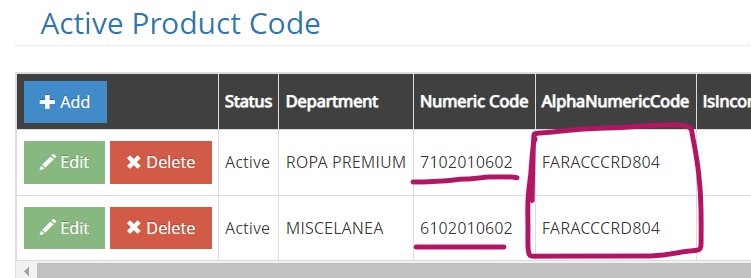 Active Product Code
+ Add Status Department Numeric Code AlphaNumericCode IsIncor
Edit Delete Active ROPA PREMIUM 7102010602 FARACCCRD804
Edit Delete Active MISCELANEA 6102010602 FARACCCRD804